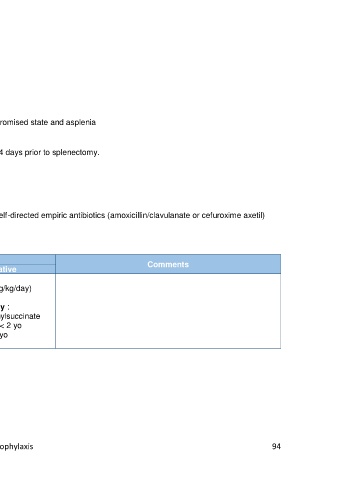 romised state and asplenia
4 days prior to splenectomy.
elf-directed empiric antibiotics (amoxicillin/clavulanate or cefuroxime axetil)
Comments
ative
g/kg/day)
y :
ylsuccinate
< 2 yo
yo
ophylaxis 94